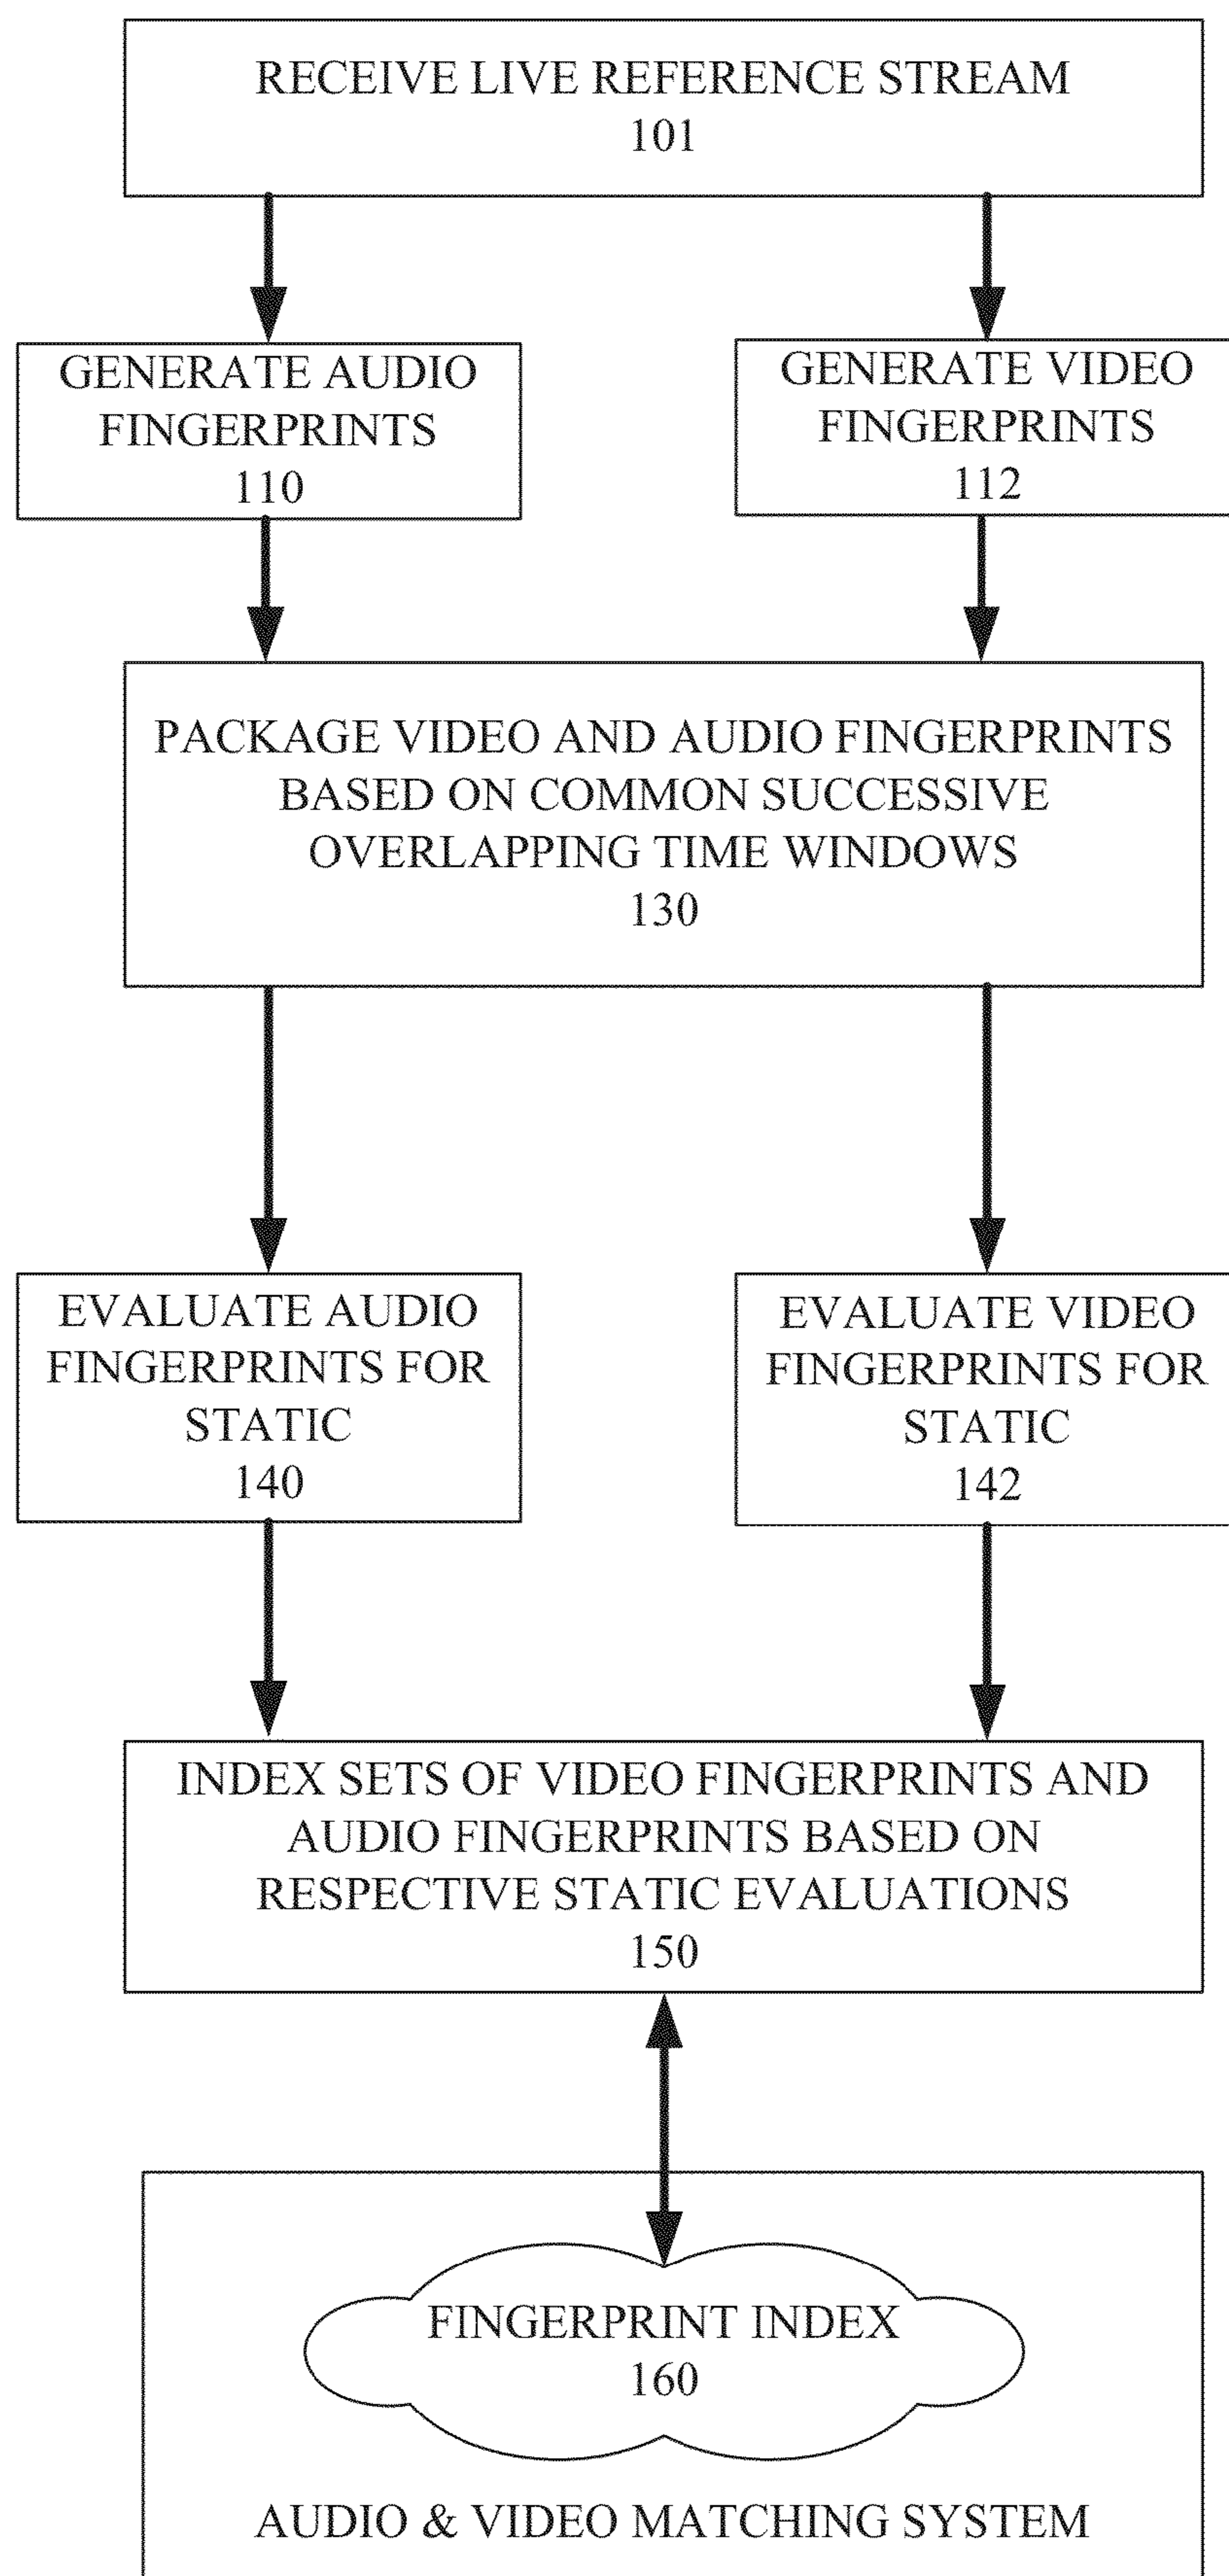 RECEIVE LIVE REFERENCE STREAM
101
GENERATE AUDIO
FINGERPRINTS
110
GENERATE VIDEO
FINGERPRINTS
112
PACKAGE VIDEO AND AUDIO FINGERPRINTS
BASED ON COMMON SUCCESSIVE
OVERLAPPING TIME WINDOWS
130
EVALUATE AUDIO
FINGERPRINTS FOR
STATIC
140
EVALUATE VIDEO
FINGERPRINTS FOR
STATIC
142
INDEX SETS OF VIDEO FINGERPRINTS AND
AUDIO FINGERPRINTS BASED ON
RESPECTIVE STATIC EVALUATIONS
150
FINGERPRINT INDEX
160
AUDIO & VIDEO MATCHING SYSTEM